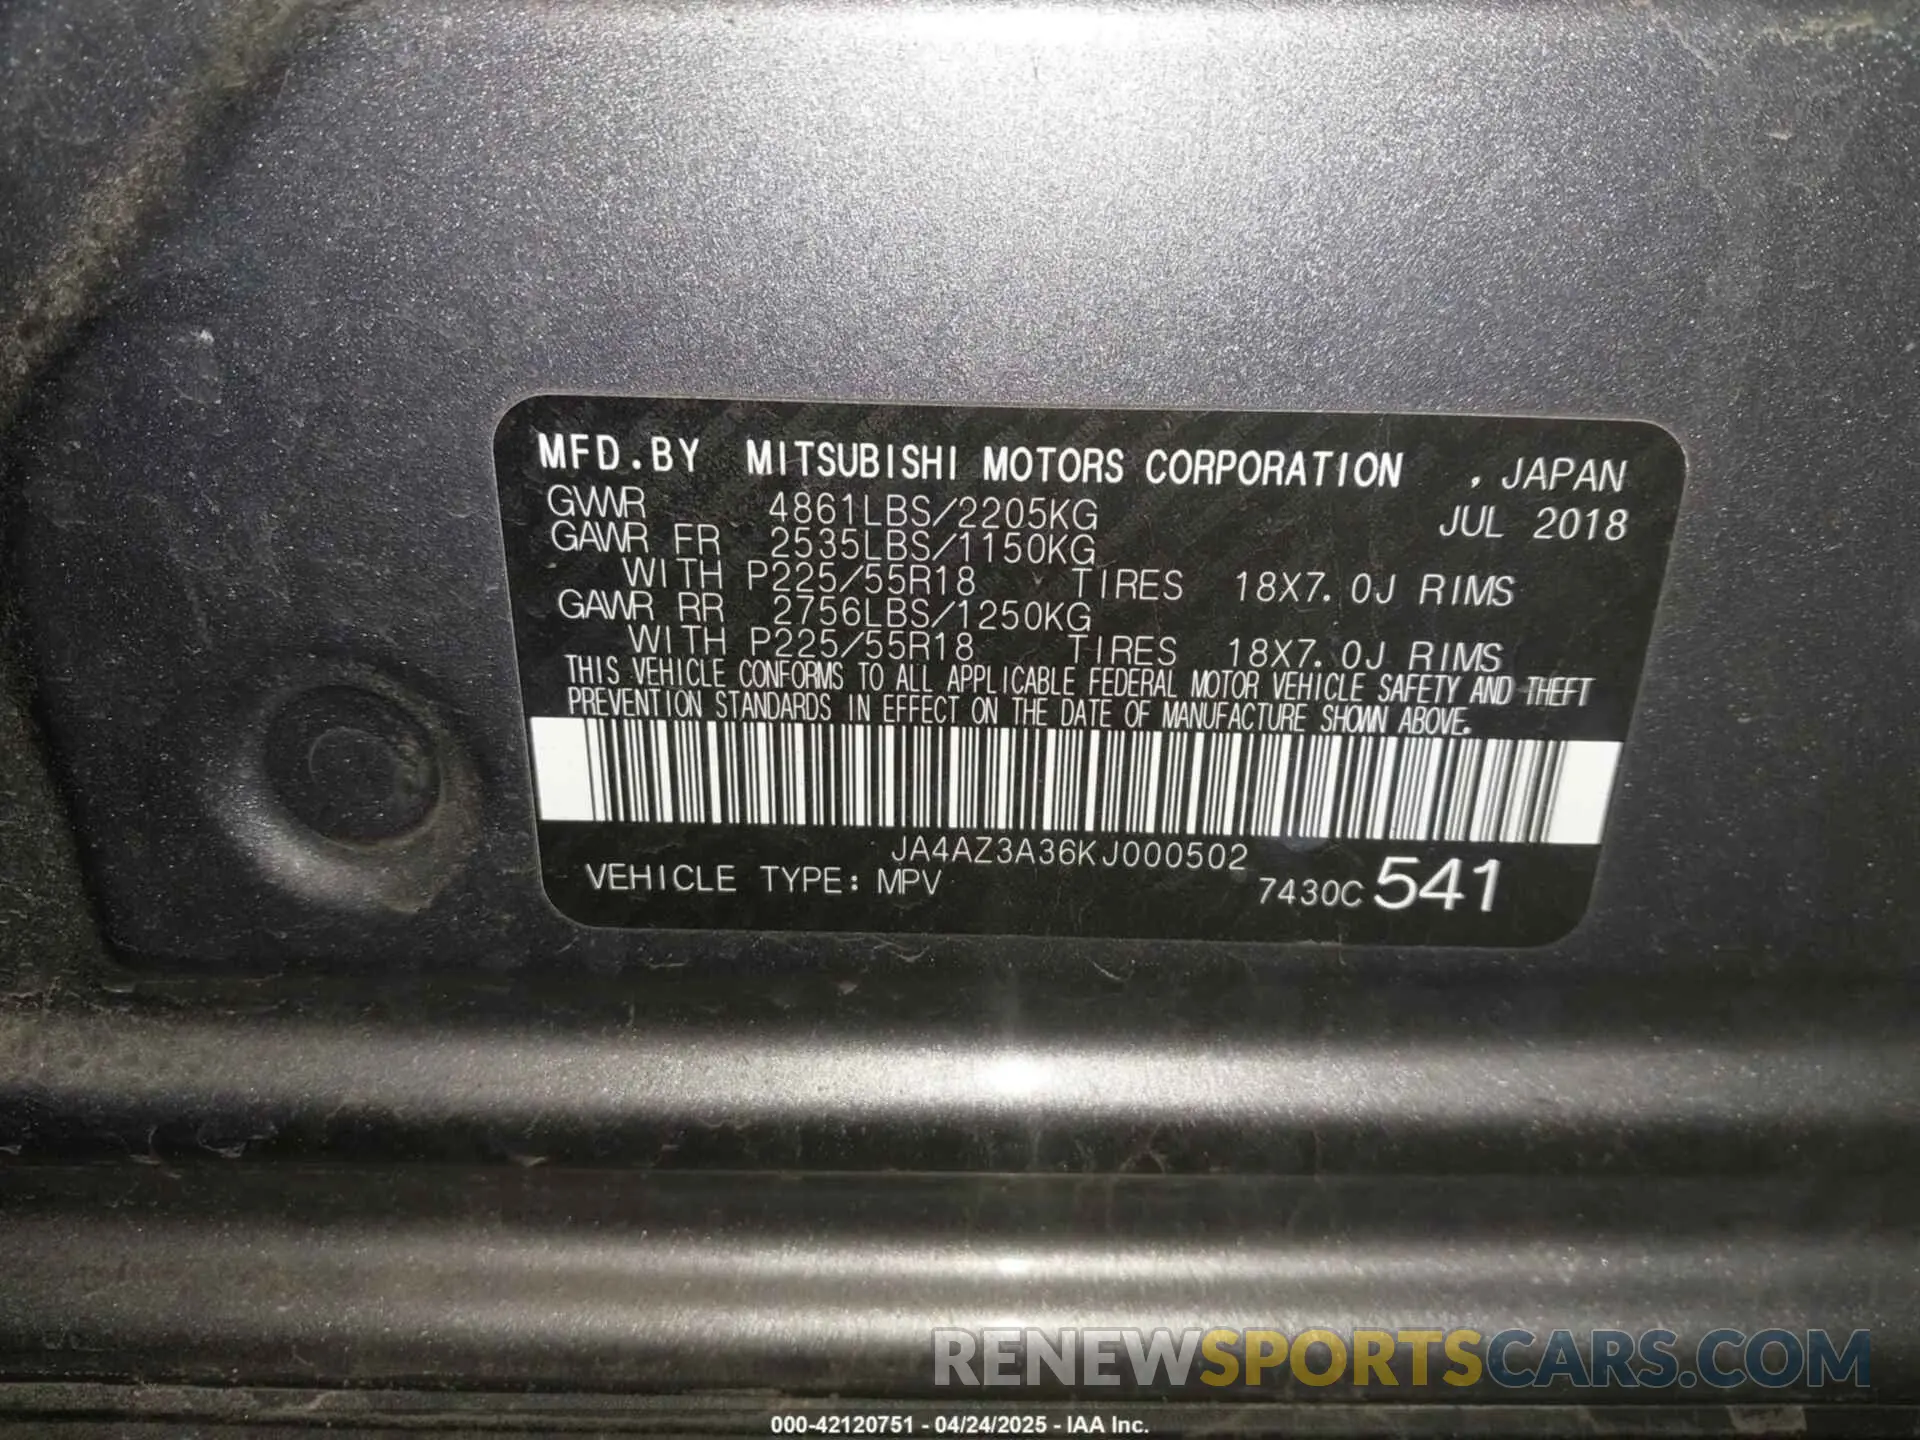 MFD.BY MITSUBISHI MOTORS CORPORATION , JAPAN
GVWR 4861LBS/2205KG JUL 2018
GAWR FR 2535LBS/1150KG
WITH P225/55R18 TIRES 18X7.0J RIMS
GAWR RR 2756LBS/1250KG
WITH P225/55R18 TIRES 18X7.0J RIMS
THIS VEHICLE CONFORMS TO ALL APPLICABLE FEDERAL MOTOR VEHICLE SAFETY AND THEFT
PREVENTION STANDARDS IN EFFECT ON THE DATE OF MANUFACTURE SHOWN ABOVE.
JA4AZ3A36KJ000502
VEHICLE TYPE: MPV 7430C 541
RENEWSPORTSCARS.COM
000-42120751 - 04/24/2025 - IAA Inc.